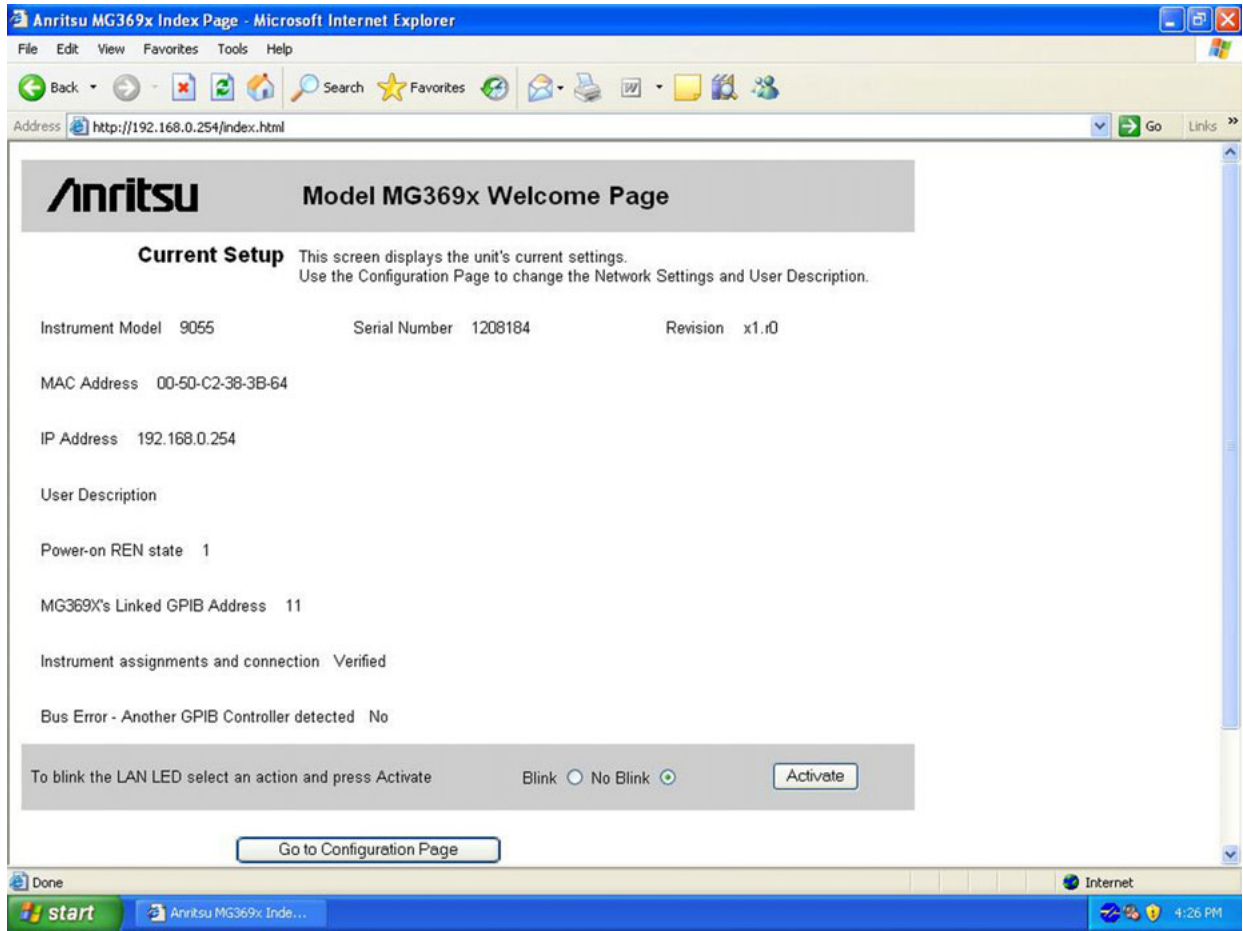 Anritsu MG369x Index Page - Microsoft Internet Explorer
File Edit View Favorites Tools Help
Back Search Favorites
Address http://192.168.0.254/index.html Go Links »
Anritsu Model MG369x Welcome Page
Current Setup This screen displays the unit's current settings.
Use the Configuration Page to change the Network Settings and User Description.
Instrument Model 9055 Serial Number 1208184 Revision x1.r0
MAC Address 00-50-C2-38-3B-64
IP Address 192.168.0.254
User Description
Power-on REN state 1
MG369X's Linked GPIB Address 11
Instrument assignments and connection Verified
Bus Error - Another GPIB Controller detected No
To blink the LAN LED select an action and press Activate Blink No Blink Activate
Go to Configuration Page
Done Internet
start Anritsu MG369x Inde... 4:26 PM